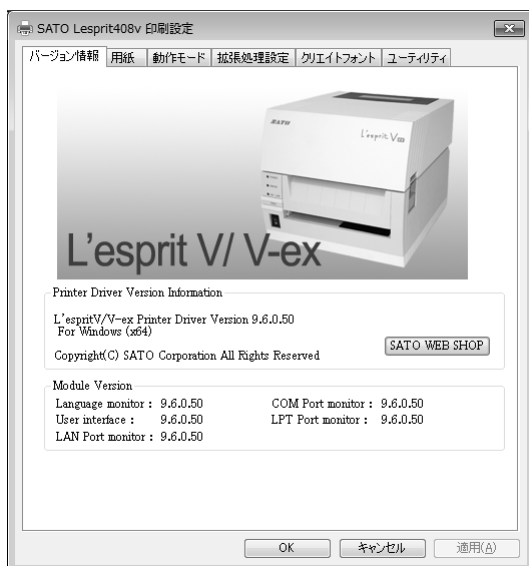 SATO Lesprit408v 印刷設定
バージョン情報 用紙 動作モード 拡張処理設定 クリエイトフォント ユーティリティ
SATO
L'esprit V
L'esprit V/ V-ex
Printer Driver Version Information
L'espritV/V-ex Printer Driver Version 9.6.0.50
For Windows (x64)
Copyright(C) SATO Corporation All Rights Reserved
SATO WEB SHOP
Module Version
Language monitor : 9.6.0.50 COM Port monitor : 9.6.0.50
User interface : 9.6.0.50 LPT Port monitor : 9.6.0.50
LAN Port monitor : 9.6.0.50
OK キャンセル 適用(A)